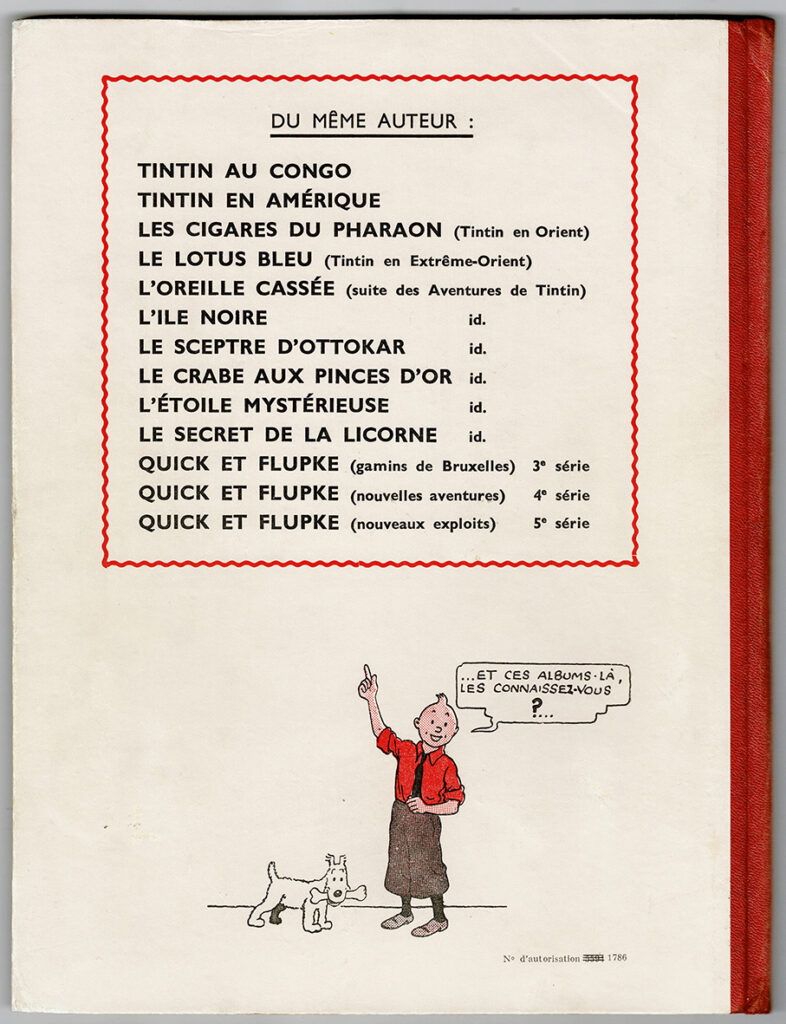 DU MÊME AUTEUR :
TINTIN AU CONGO
TINTIN EN AMÉRIQUE
LES CIGARES DU PHARAON (Tintin en Orient)
LE LOTUS BLEU (Tintin en Extrême-Orient)
L'OREILLE CASSÉE (suite des Aventures de Tintin)
L'ILE NOIRE id.
LE SCEPTRE D'OTTOKAR id.
LE CRABE AUX PINCES D'OR id.
L'ÉTOILE MYSTÉRIEUSE id.
LE SECRET DE LA LICORNE id.
QUICK ET FLUPKE (gamins de Bruxelles) 3e série
QUICK ET FLUPKE (nouvelles aventures) 4e série
QUICK ET FLUPKE (nouveaux exploits) 5e série
...ET CES ALBUMS-LÀ,
LES CONNAISSEZ-VOUS
?...
No d'autorisation 1786